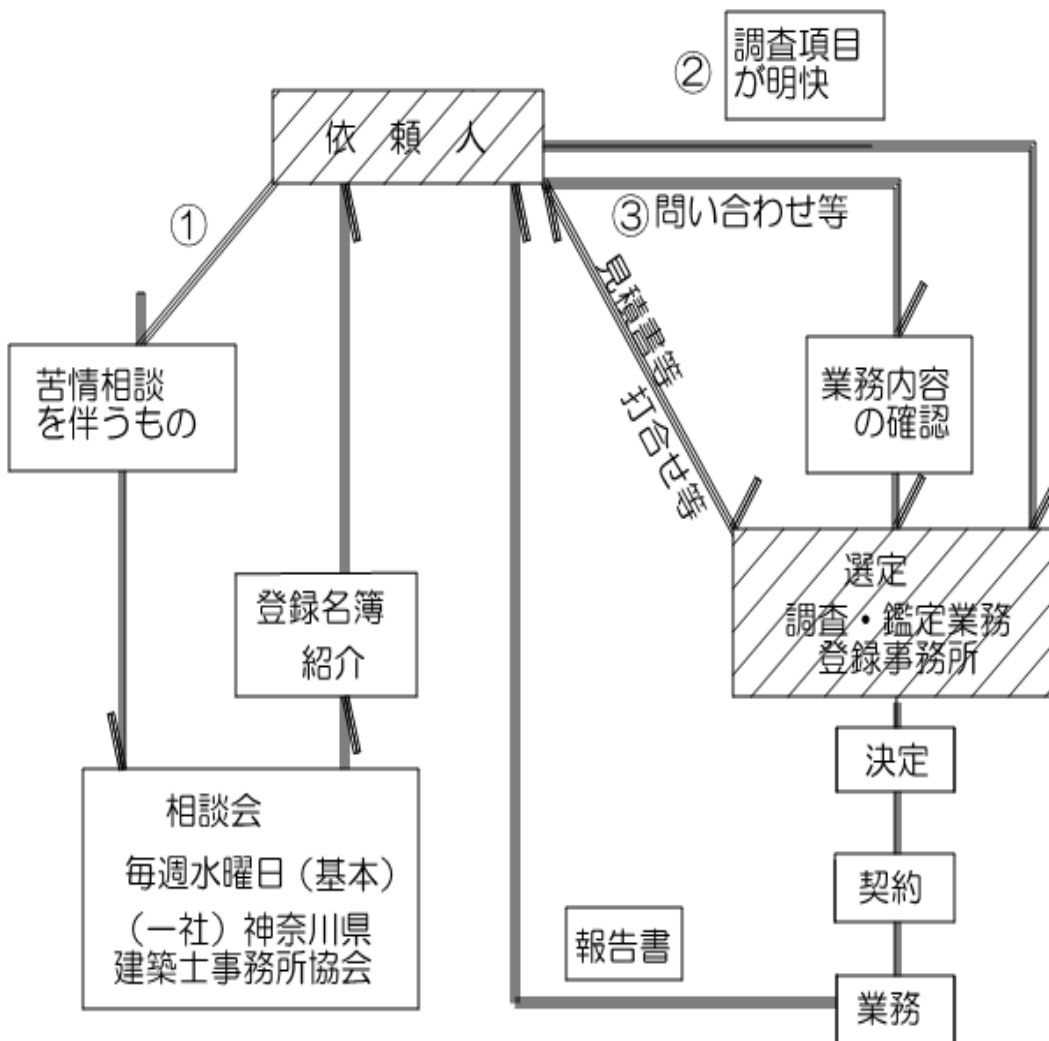 ②
調査項目
が明快
依頼人
①
③問い合わせ等
見積書等
打合せ等
苦情相談
を伴うもの
業務内容
の確認
登録名簿
紹介
選定
調査・鑑定業務
登録事務所
決定
相談会
毎週水曜日（基本）
（一社）神奈川県
建築士事務所協会
契約
報告書
業務